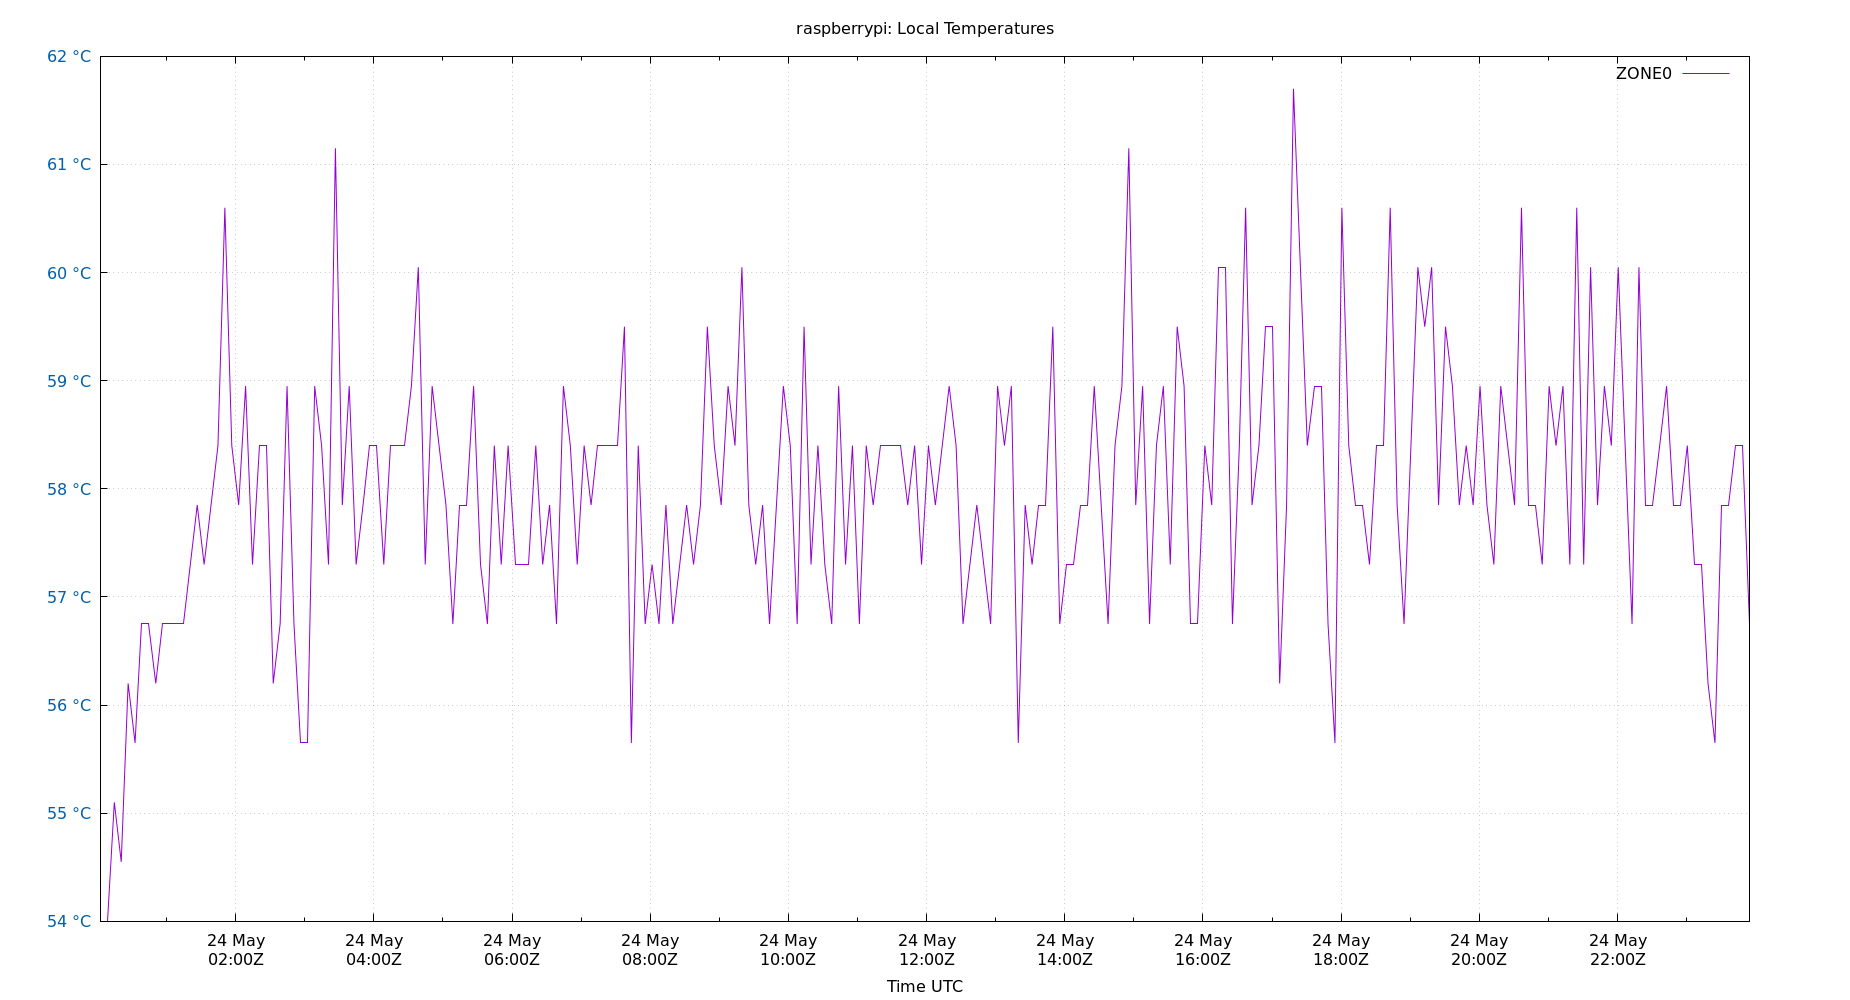 raspberrypi: Local Temperatures
62 °C
ZONE0
61 °C
60 °C
59 °C
58 °C
57 °C
56 °C
55 °C
54 °C
24 May 24 May 24 May 24 May 24 May 24 May 24 May 24 May 24 May 24 May 24 May
02:00Z 04:00Z 06:00Z 08:00Z 10:00Z 12:00Z 14:00Z 16:00Z 18:00Z 20:00Z 22:00Z
Time UTC